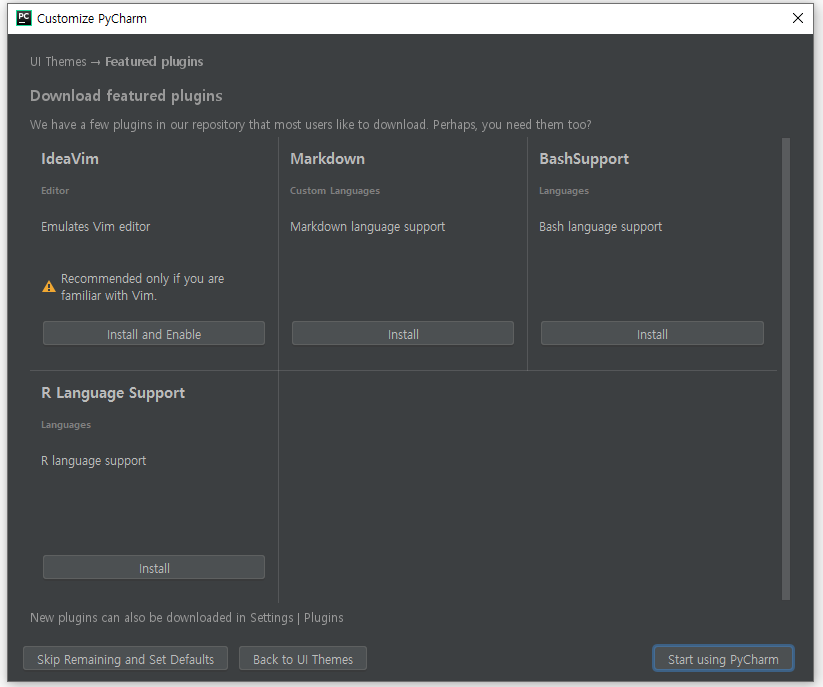 PC Customize PyCharm
UI Themes → Featured plugins
Download featured plugins
We have a few plugins in our repository that most users like to download. Perhaps, you need them too?
IdeaVim
Editor
Emulates Vim editor
Recommended only if you are
familiar with Vim.
Install and Enable
Markdown
Custom Languages
Markdown language support
Install
BashSupport
Languages
Bash language support
Install
R Language Support
Languages
R language support
Install
New plugins can also be downloaded in Settings | Plugins
Skip Remaining and Set Defaults
Back to UI Themes
Start using PyCharm